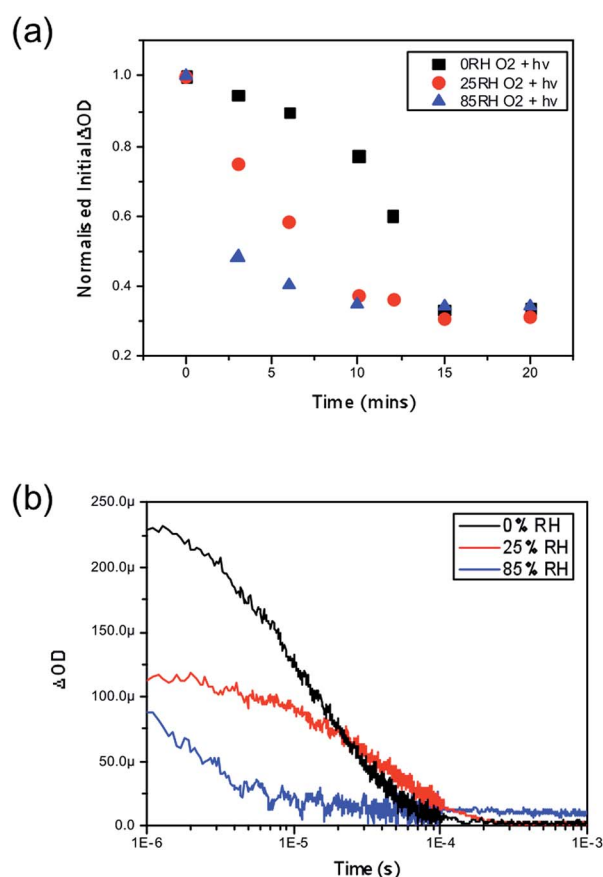 (a)
0RH O2 + hv
25RH O2 + hv
85RH O2 + hv
1.0
0.8
0.6
0.4
0.2
Normalised Initial ΔOD
0
5
10
15
20
Time (mins)
(b)
0% RH
25% RH
85% RH
250.0µ
200.0µ
150.0µ
100.0µ
50.0µ
0.0
ΔOD
1E-6
1E-5
1E-4
1E-3
Time (s)